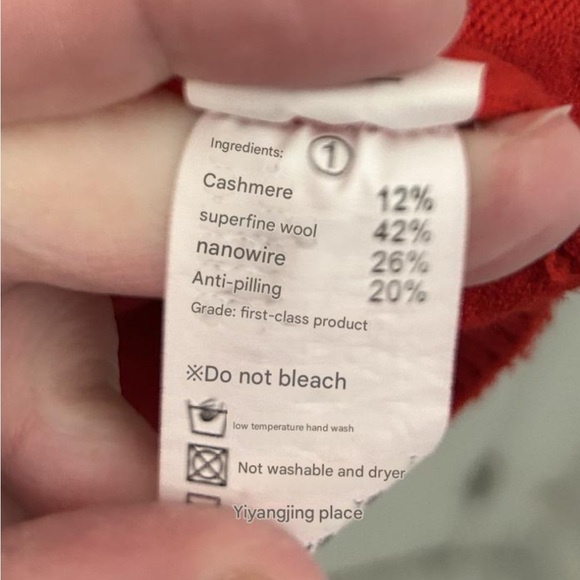 Ingredients: ①
Cashmere 12%
superfine wool 42%
nanowire 26%
Anti-pilling 20%
Grade: first-class product
※Do not bleach
low temperature hand wash
Not washable and dryer
Yiyangjing place